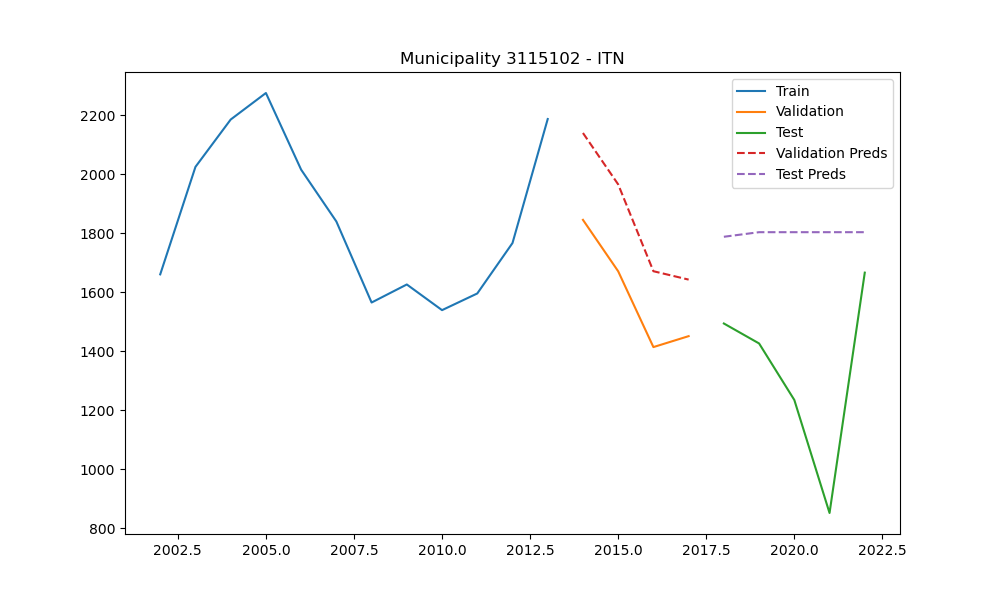 Municipality 3115102 - ITN
Train
Validation
Test
Validation Preds
Test Preds
2200
2000
1800
1600
1400
1200
1000
800
2002.5 2005.0 2007.5 2010.0 2012.5 2015.0 2017.5 2020.0 2022.5